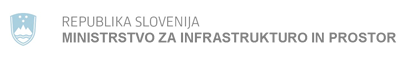 REPUBLIKA SLOVENIJA
MINISTRSTVO ZA INFRASTRUKTURO IN PROSTOR